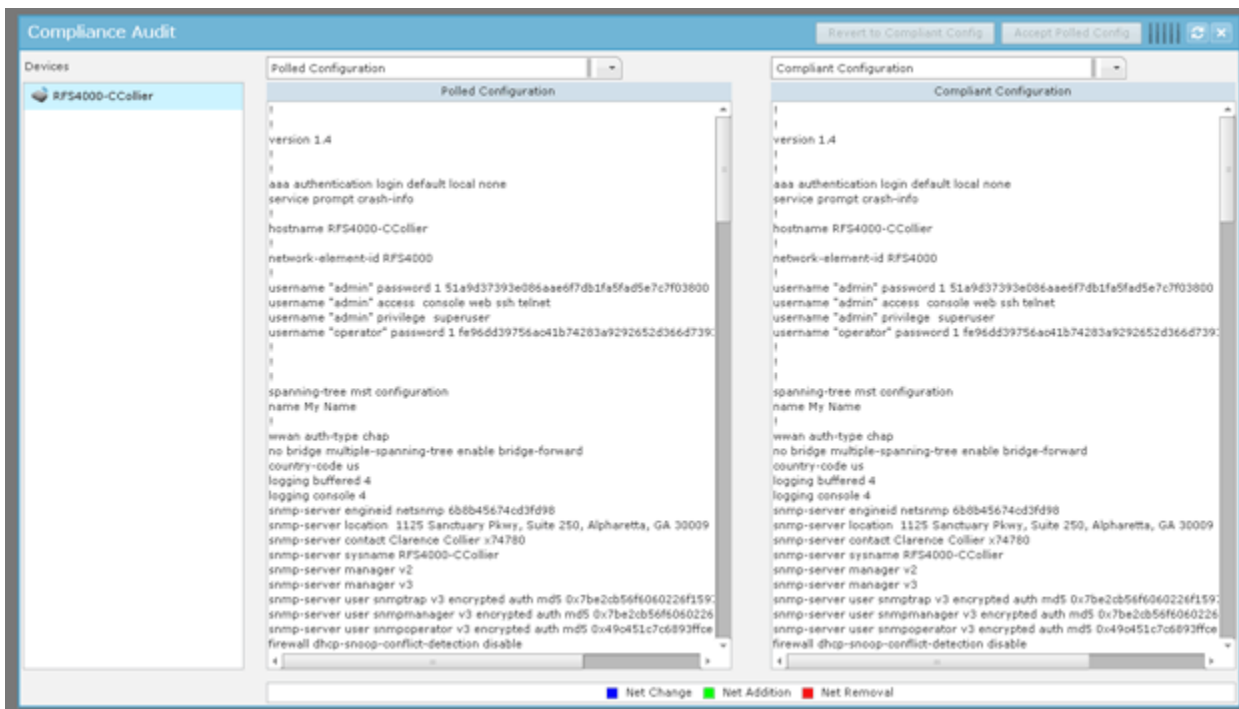 Compliance Audit
Revert to Compliant Config
Accept Polled Config
Devices
RFS4000-CCollier
Polled Configuration
Polled Configuration
!
!
version 1.4
!
!
aaa authentication login default local none
service prompt crash-info
!
hostname RFS4000-CCollier
!
network-element-id RFS4000
!
username "admin" password 1 51a9d37393e086aae6f7db1fa5fad5e7c7f03800
username "admin" access  console web ssh telnet
username "admin" privilege  superuser
username "operator" password 1 fe96dd39756ac41b74283a9292652d366d739
!
!
!
spanning-tree mst configuration
name My Name
!
wwan auth-type chap
no bridge multiple-spanning-tree enable bridge-forward
country-code us
logging buffered 4
logging console 4
snmp-server engineid netsnmp 6b8b45674cd3fd98
snmp-server location  1125 Sanctuary Pkwy, Suite 250, Alpharetta, GA 30009
snmp-server contact Clarence Collier x74780
snmp-server sysname RFS4000-CCollier
snmp-server manager v2
snmp-server manager v3
snmp-server user snmptrap v3 encrypted auth md5 0x7be2cb56f6060226f159
snmp-server user snmpmanager v3 encrypted auth md5 0x7be2cb56f6060226
snmp-server user snmpoperator v3 encrypted auth md5 0x49c451c7c6893ffce
firewall dhcp-snoop-conflict-detection disable
Compliant Configuration
Compliant Configuration
!
!
version 1.4
!
!
aaa authentication login default local none
service prompt crash-info
!
hostname RFS4000-CCollier
!
network-element-id RFS4000
!
username "admin" password 1 51a9d37393e086aae6f7db1fa5fad5e7c7f03800
username "admin" access  console web ssh telnet
username "admin" privilege  superuser
username "operator" password 1 fe96dd39756ac41b74283a9292652d366d739
!
!
!
spanning-tree mst configuration
name My Name
!
wwan auth-type chap
no bridge multiple-spanning-tree enable bridge-forward
country-code us
logging buffered 4
logging console 4
snmp-server engineid netsnmp 6b8b45674cd3fd98
snmp-server location  1125 Sanctuary Pkwy, Suite 250, Alpharetta, GA 30009
snmp-server contact Clarence Collier x74780
snmp-server sysname RFS4000-CCollier
snmp-server manager v2
snmp-server manager v3
snmp-server user snmptrap v3 encrypted auth md5 0x7be2cb56f6060226f159
snmp-server user snmpmanager v3 encrypted auth md5 0x7be2cb56f6060226
snmp-server user snmpoperator v3 encrypted auth md5 0x49c451c7c6893ffce
firewall dhcp-snoop-conflict-detection disable
Net Change
Net Addition
Net Removal